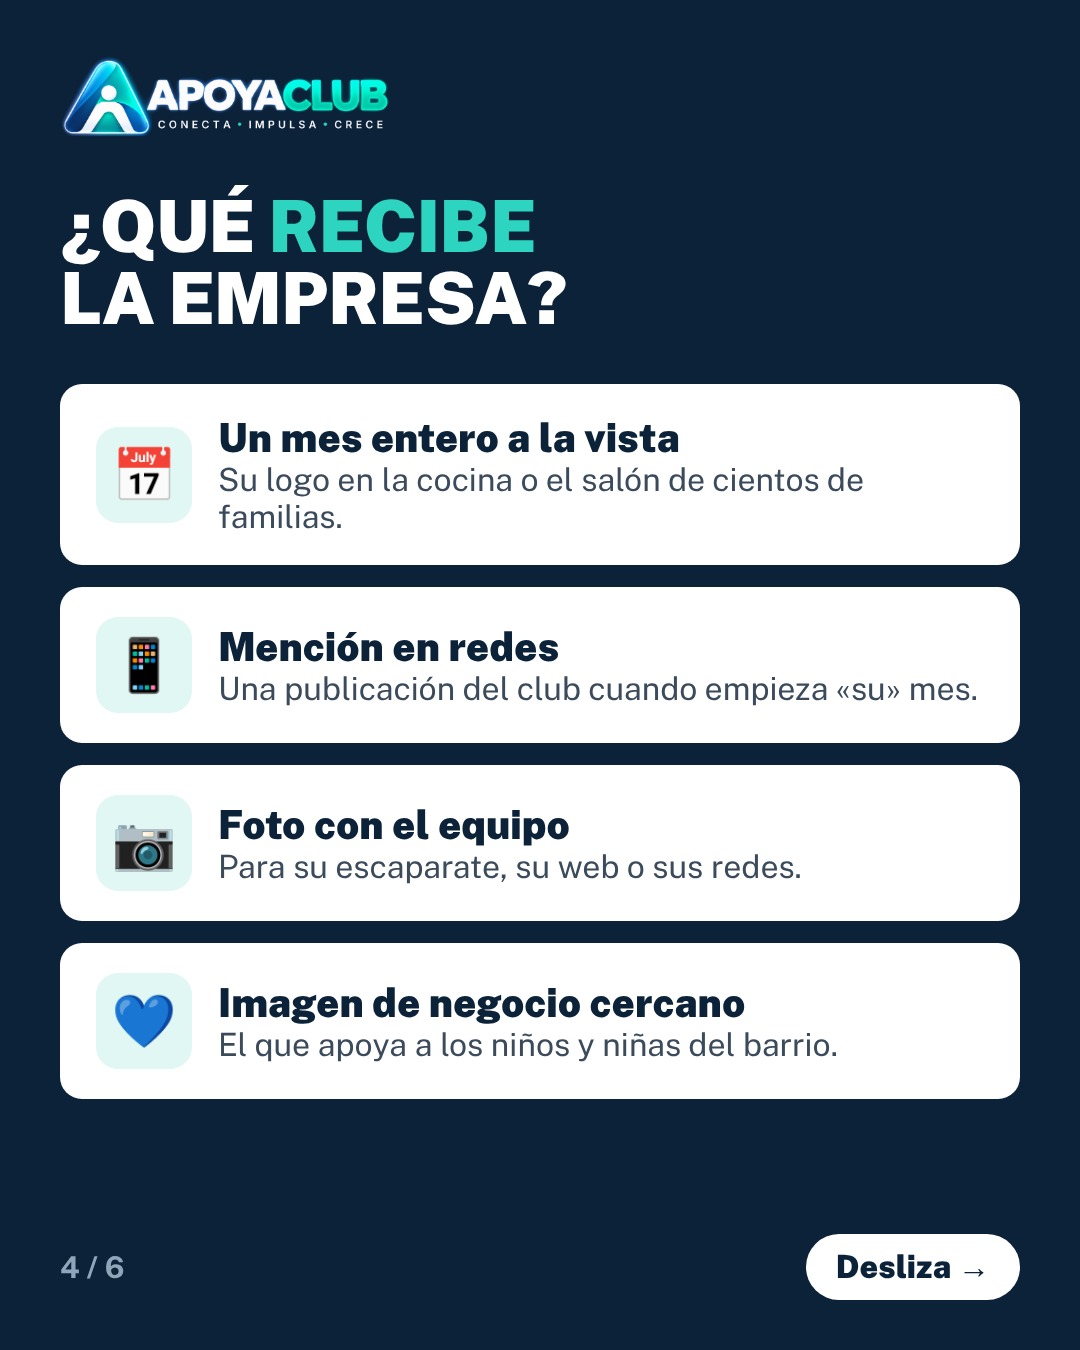 APOYACLUB
CONECTA • IMPULSA • CRECE
¿QUÉ RECIBE
LA EMPRESA?
July
17
Un mes entero a la vista
Su logo en la cocina o el salón de cientos de
familias.
Mención en redes
Una publicación del club cuando empieza «su» mes.
Foto con el equipo
Para su escaparate, su web o sus redes.
Imagen de negocio cercano
El que apoya a los niños y niñas del barrio.
4 / 6
Desliza →